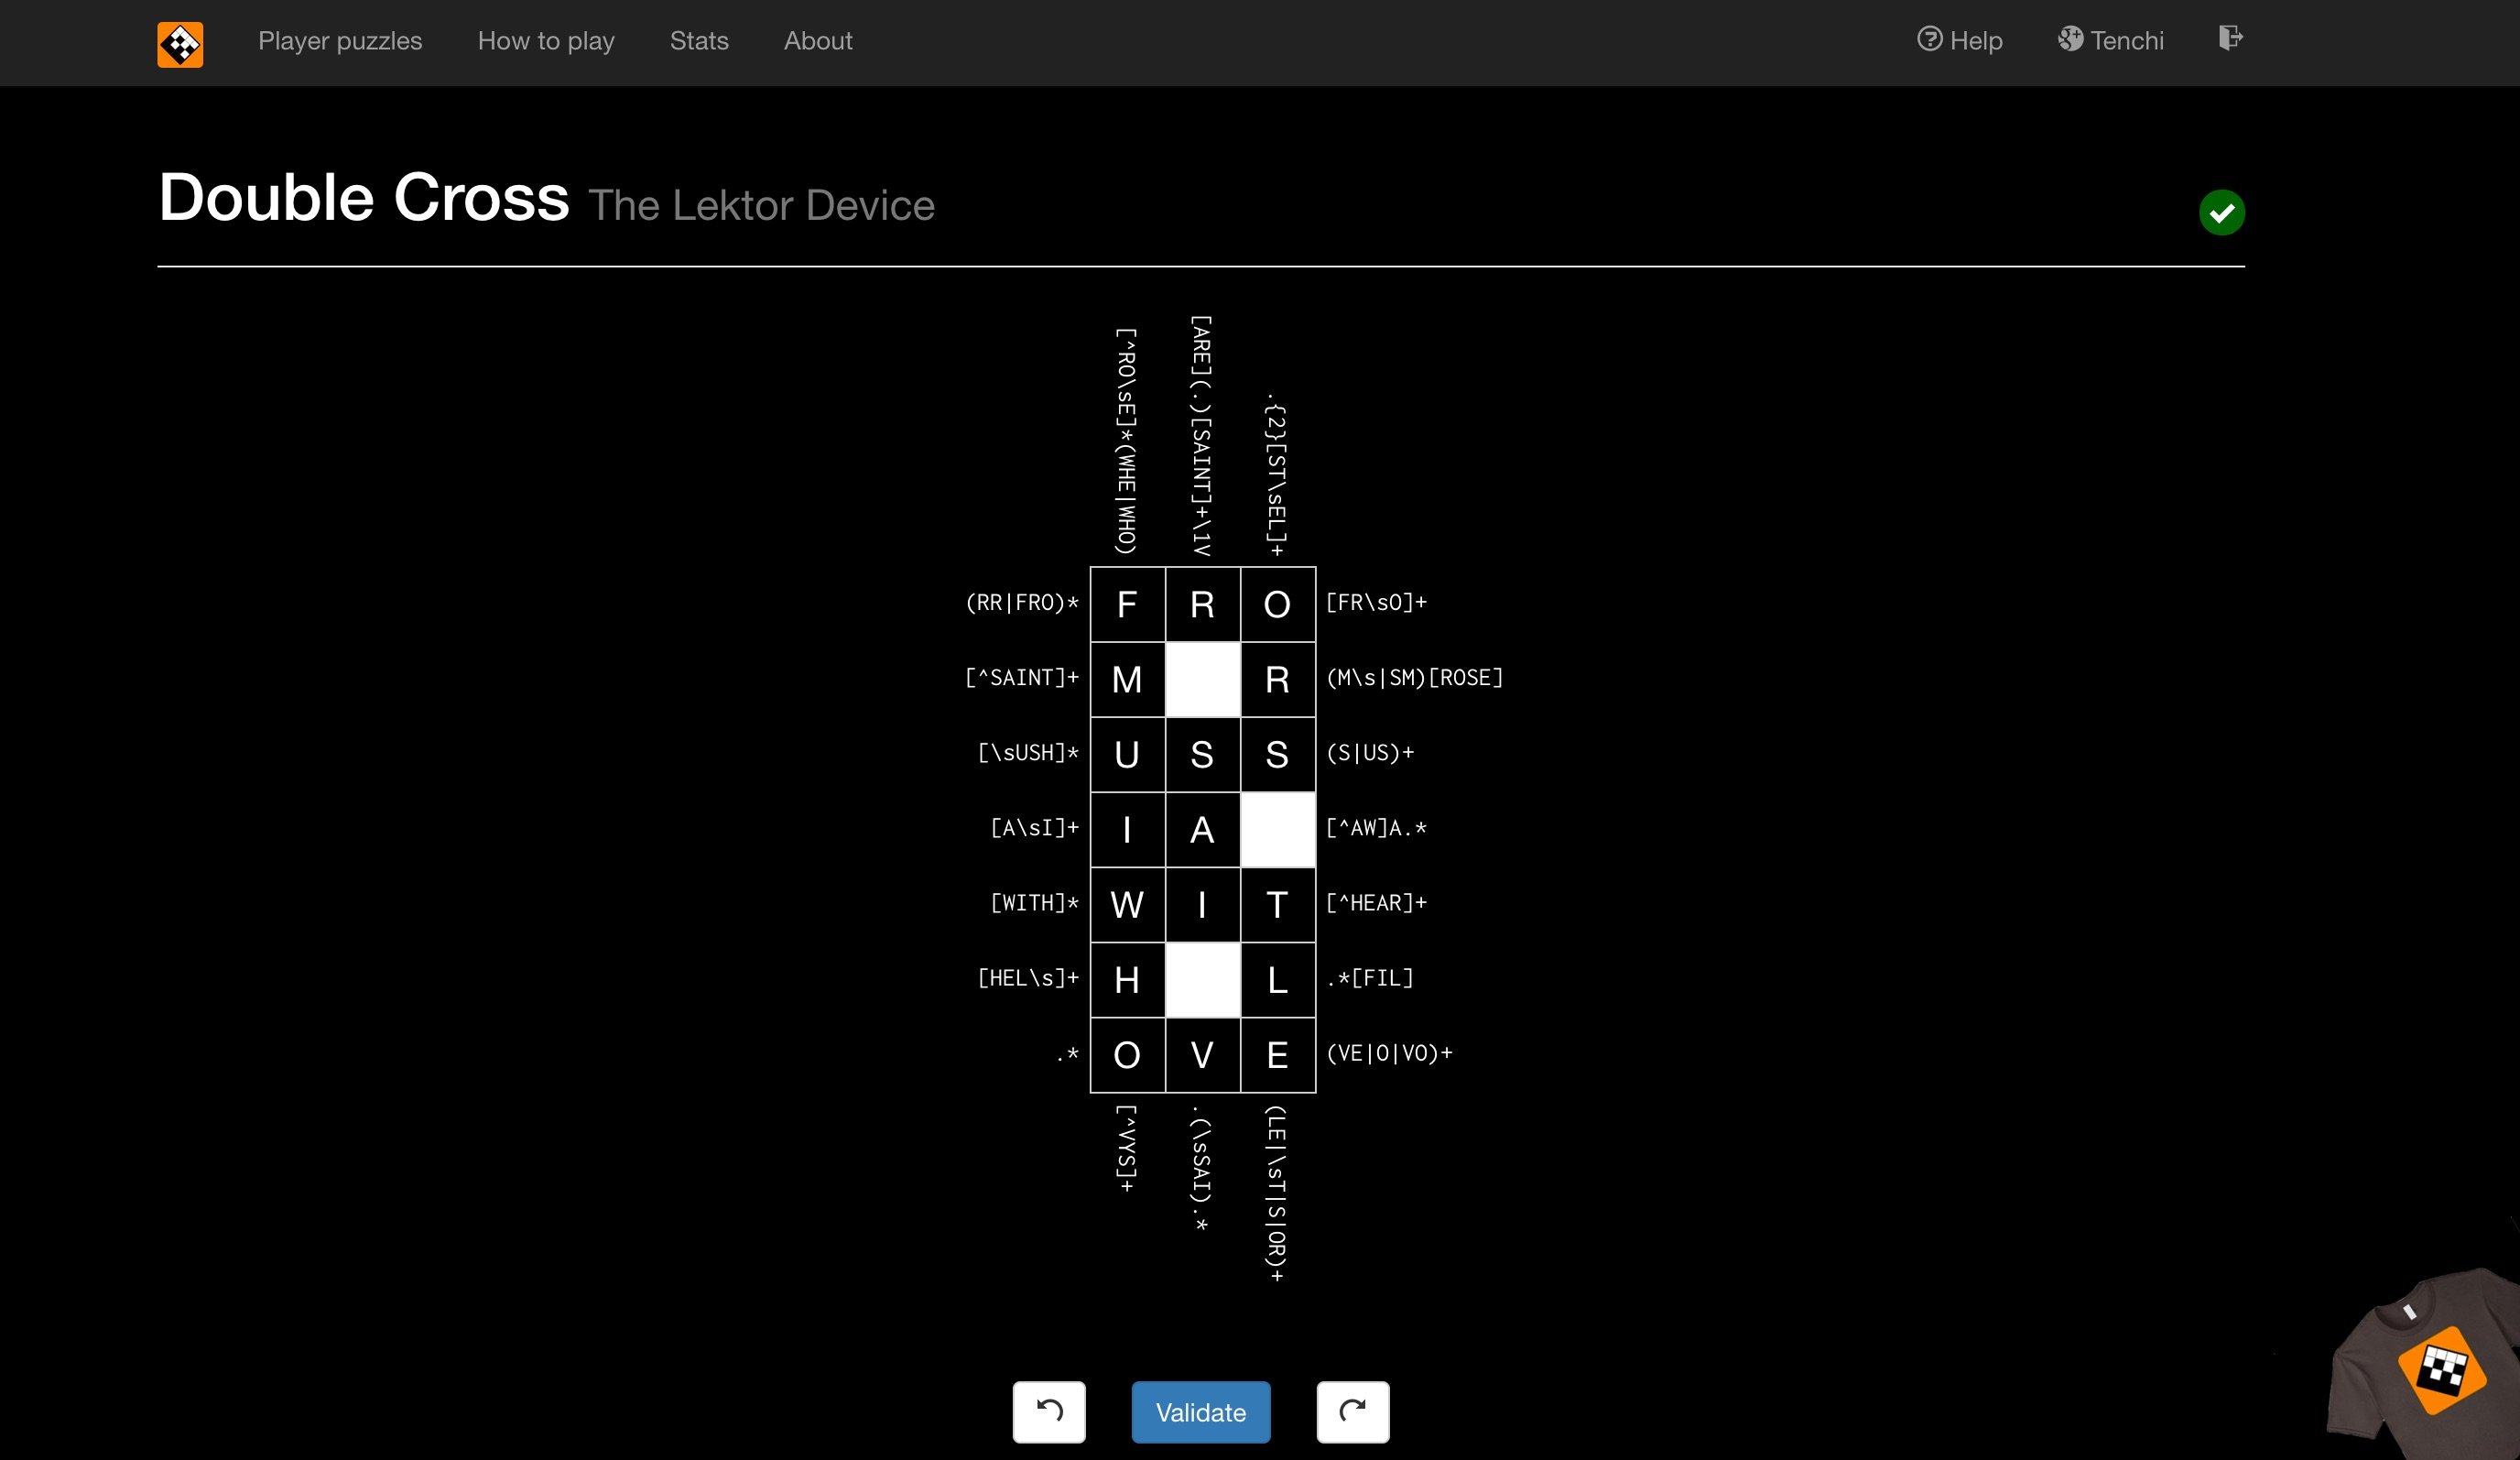 Player puzzles How to play Stats About Help Tenchi
Double Cross The Lektor Device
[^RO\sE]*(WHE|WHO)
[ARE](.)[SAINT]+\1V
.{2}[ST\sEL]+
(RR|FRO)* F R O [FR\sO]+
[^SAINT]+ M R (M\s|SM)[ROSE]
[\sUSH]* U S S (S|US)+
[A\sI]+ I A [^AW]A.*
[WITH]* W I T [^HEAR]+
[HEL\s]+ H L .*[FIL]
.* O V E (VE|O|VO)+
[^VYS]+
.(\sSAI).*
(LE|\sT|S|OR)+
Validate